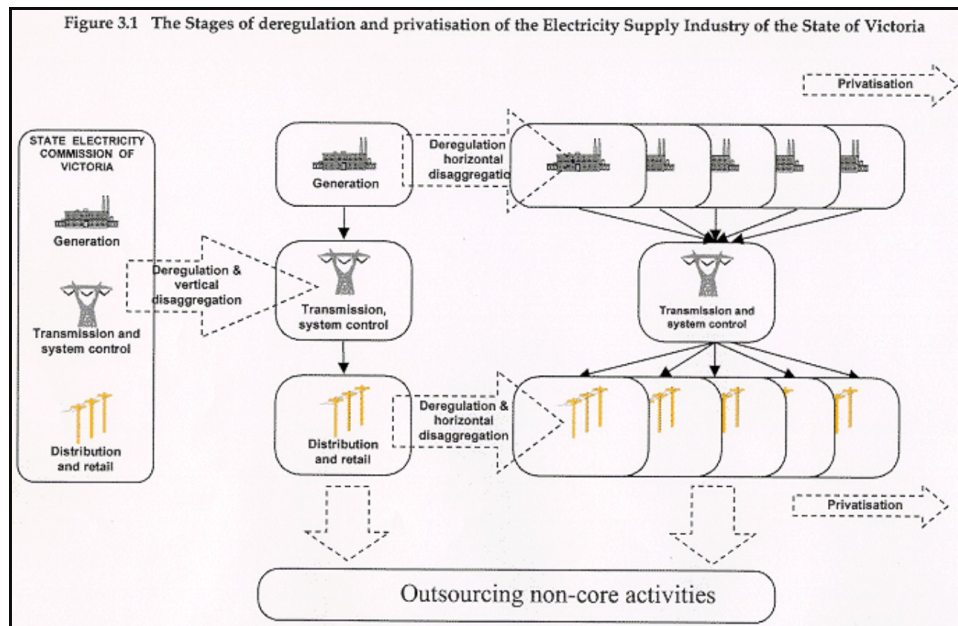 Figure 3.1 The Stages of deregulation and privatisation of the Electricity Supply Industry of the State of Victoria
Privatisation
STATE ELECTRICITY
COMMISSION OF
VICTORIA
Generation
Transmission and
system control
Distribution
and retail
Deregulation &
vertical
disaggregation
Generation
Transmission,
system control
Distribution
and retail
Deregulation
horizontal
disaggregatio
Deregulation &
horizontal
disaggregation
Transmission and
system control
Privatisation
Outsourcing non-core activities